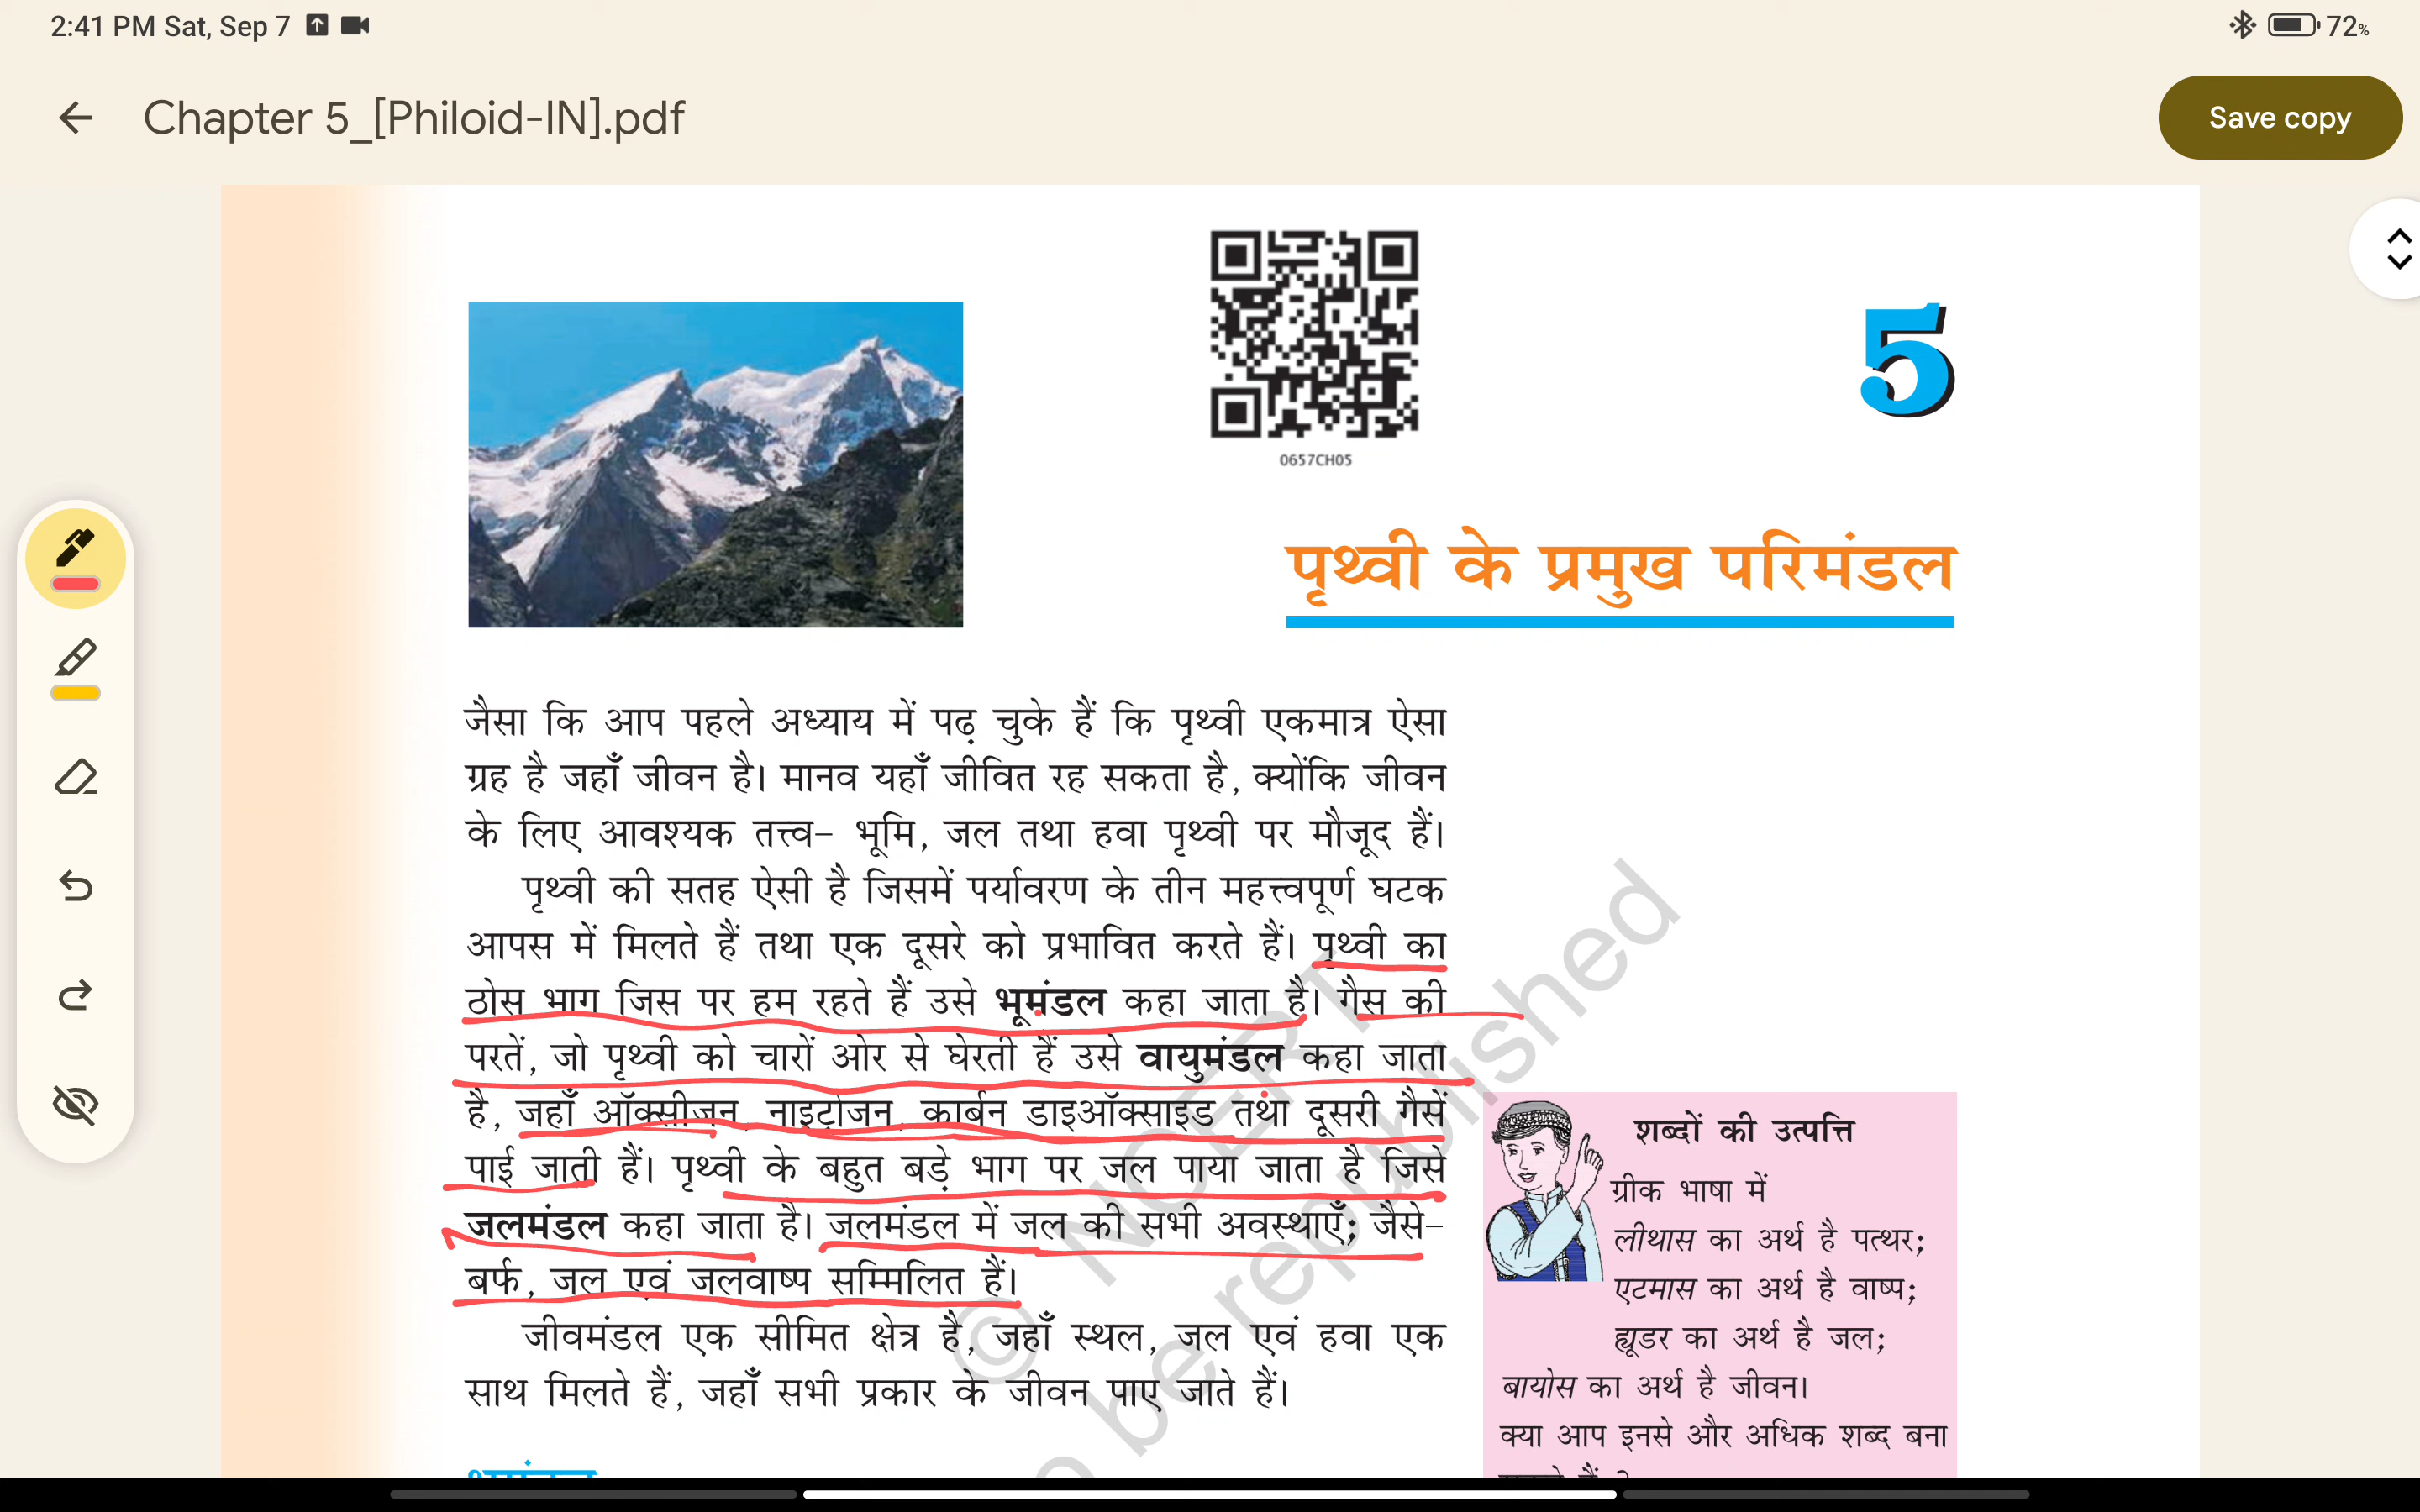 2:41 PM Sat, Sep 7
72%
Chapter 5_[Philoid-IN].pdf
Save copy
0657CH05
5
पृथ्वी के प्रमुख परिमंडल
जैसा कि आप पहले अध्याय में पढ़ चुके हैं कि पृथ्वी एकमात्र ऐसा
ग्रह है जहाँ जीवन है। मानव यहाँ जीवित रह सकता है, क्योंकि जीवन
के लिए आवश्यक तत्त्व– भूमि, जल तथा हवा पृथ्वी पर मौजूद हैं।
पृथ्वी की सतह ऐसी है जिसमें पर्यावरण के तीन महत्त्वपूर्ण घटक
आपस में मिलते हैं तथा एक दूसरे को प्रभावित करते हैं। पृथ्वी का
ठोस भाग जिस पर हम रहते हैं उसे भूमंडल कहा जाता है। गैस की
परतें, जो पृथ्वी को चारों ओर से घेरती हैं उसे वायुमंडल कहा जाता
है, जहाँ ऑक्सीजन, नाइट्रोजन, कार्बन डाइऑक्साइड तथा दूसरी गैसें
पाई जाती हैं। पृथ्वी के बहुत बड़े भाग पर जल पाया जाता है जिसे
जलमंडल कहा जाता है। जलमंडल में जल की सभी अवस्थाएँ; जैसे–
बर्फ, जल एवं जलवाष्प सम्मिलित हैं।
जीवमंडल एक सीमित क्षेत्र है, जहाँ स्थल, जल एवं हवा एक
साथ मिलते हैं, जहाँ सभी प्रकार के जीवन पाए जाते हैं।
शब्दों की उत्पत्ति
ग्रीक भाषा में
लीथास का अर्थ है पत्थर;
एटमास का अर्थ है वाष्प;
ह्यूडर का अर्थ है जल;
बायोस का अर्थ है जीवन।
क्या आप इनसे और अधिक शब्द बना
© NCERT
be republished